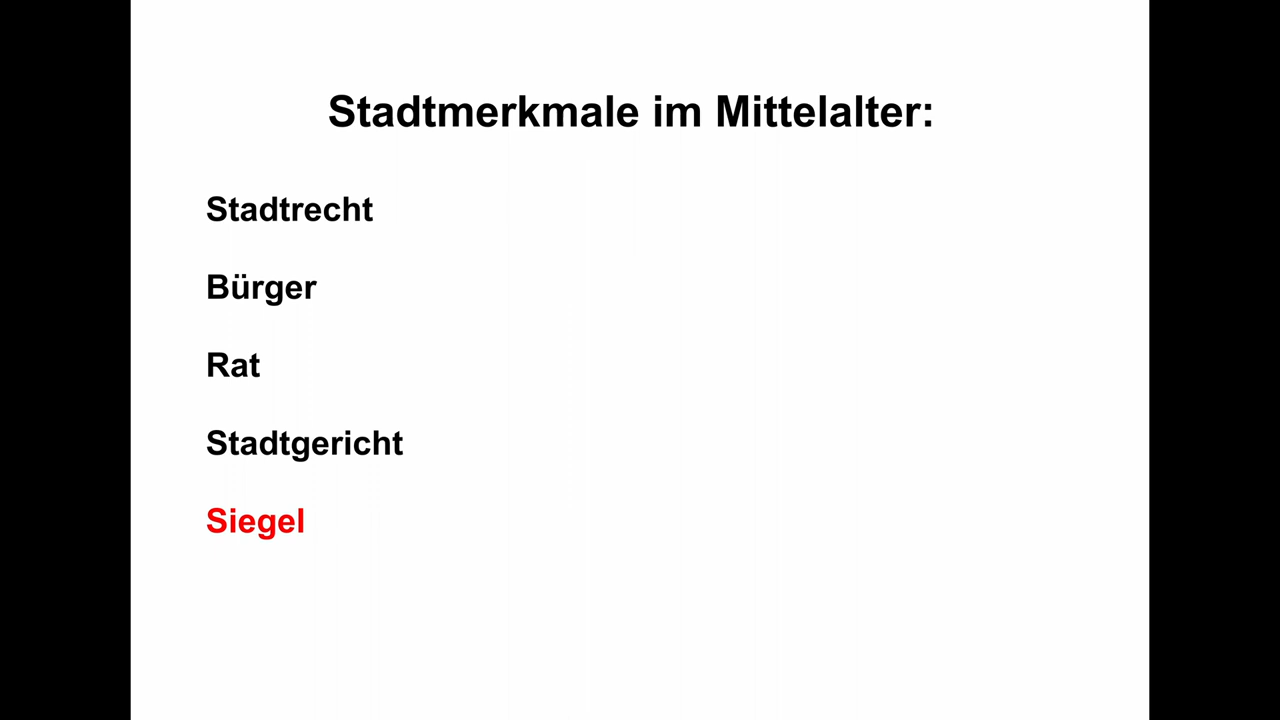 Stadtmerkmale im Mittelalter:
Stadtrecht
Bürger
Rat
Stadtgericht
Siegel